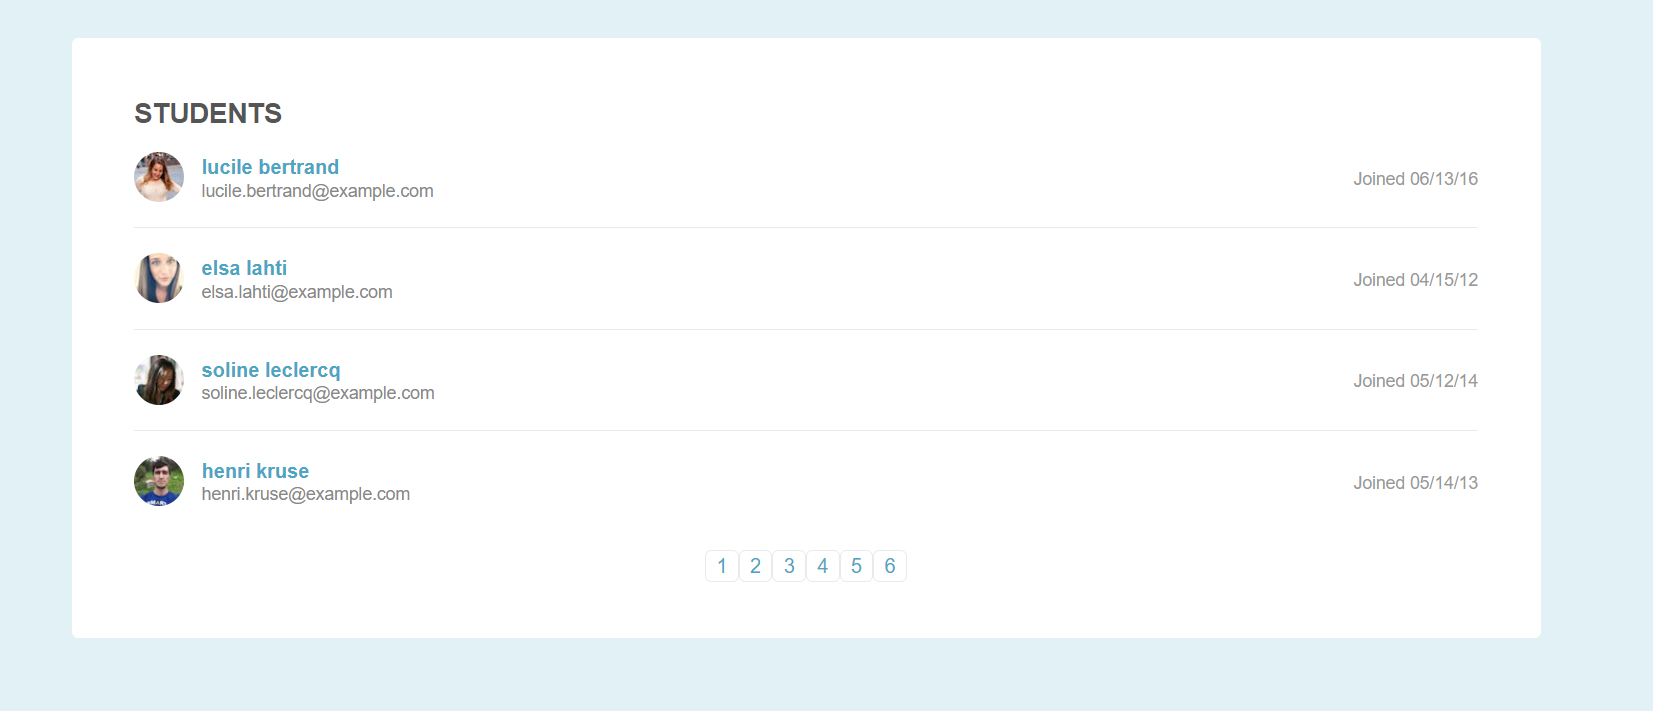 STUDENTS
lucile bertrand
lucile.bertrand@example.com
Joined 06/13/16
elsa lahti
elsa.lahti@example.com
Joined 04/15/12
soline leclercq
soline.leclercq@example.com
Joined 05/12/14
henri kruse
henri.kruse@example.com
Joined 05/14/13
1 2 3 4 5 6